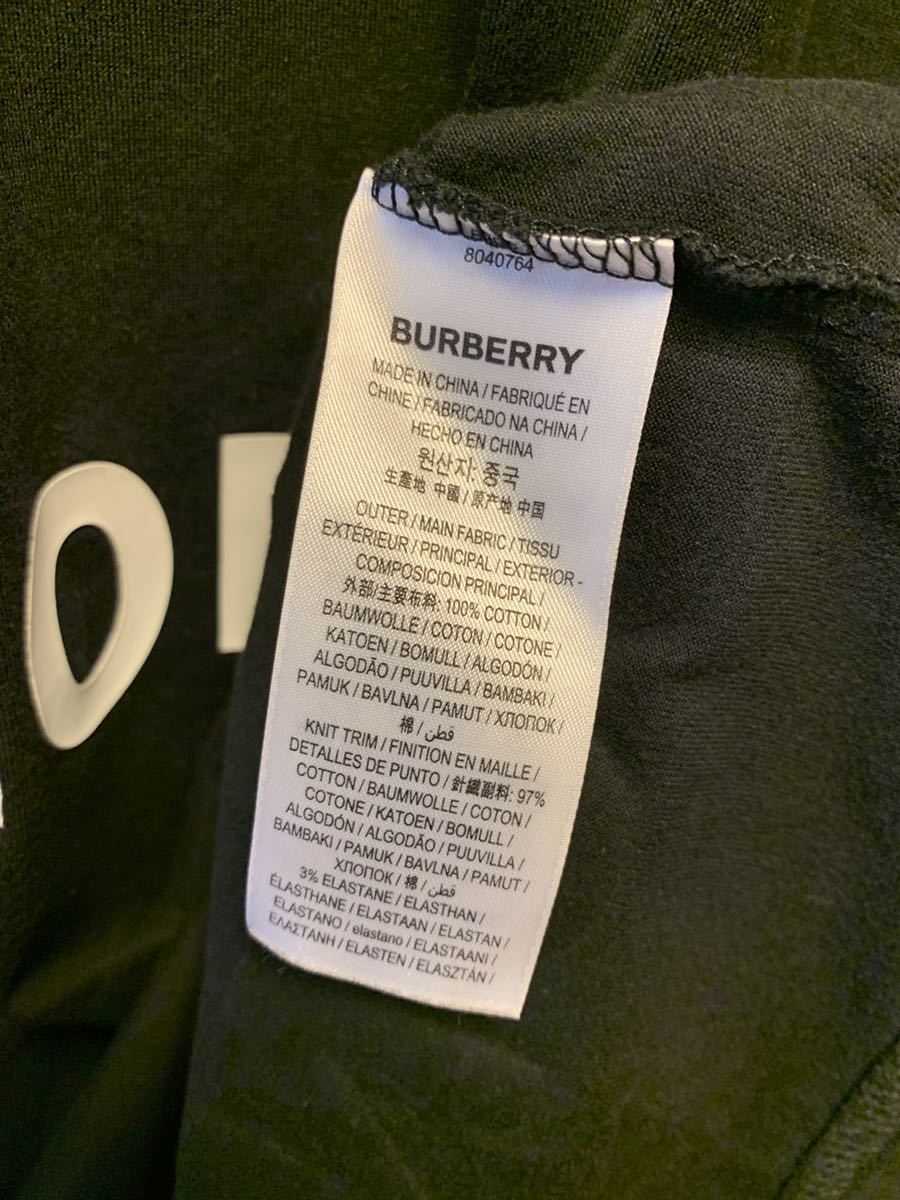 8040764
BURBERRY
MADE IN CHINA / FABRIQUÉ EN
CHINE / FABRICADO NA CHINA /
HECHO EN CHINA
원산지: 중국
生產地 中國 / 原产地 中国
OUTER / MAIN FABRIC / TISSU
EXTÉRIEUR / PRINCIPAL / EXTERIOR -
COMPOSICION PRINCIPAL /
外部/主要布料: 100% COTTON /
BAUMWOLLE / COTON / COTONE /
KATOEN / BOMULL / ALGODÓN /
ALGODÃO / PUUVILLA / BAMBAKI /
PAMUK / BAVLNA / PAMUT / ХЛОПОК /
棉 / قطن /
KNIT TRIM / FINITION EN MAILLE /
DETALLES DE PUNTO / 針織副料: 97%
COTTON / BAUMWOLLE / COTON /
COTONE / KATOEN / BOMULL /
ALGODÓN / ALGODÃO / PUUVILLA /
BAMBAKI / PAMUK / BAVLNA / PAMUT /
ХЛОПОК / 棉 / قطن /
3% ELASTANE / ELASTHAN /
ÉLASTHANE / ELASTAAN / ELASTAN /
ELASTANO / elastano / ELASTAANI /
ΕΛΑΣΤΑΝΗ / ELASTEN / ELASZTÁN /